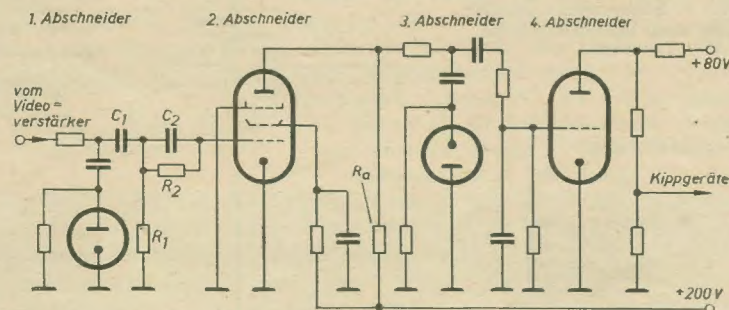 1. Abschneider
2. Abschneider
3. Abschneider
4. Abschneider
vom
Video=
verstärker
C1
C2
R2
R1
Ra
+80V
Kippgeräte
+200V